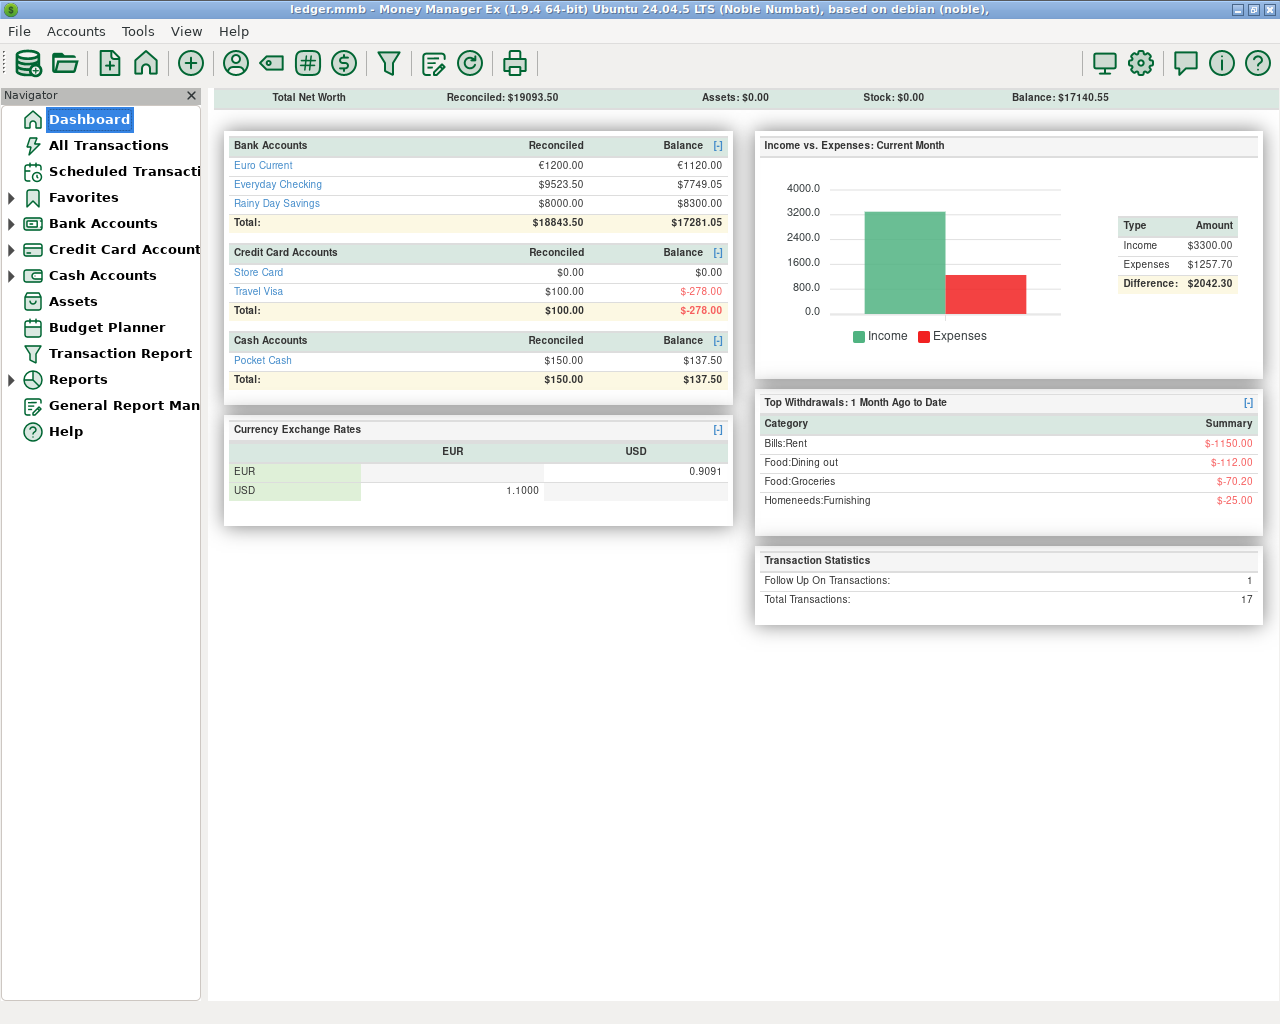 ledger.mmb - Money Manager Ex (1.9.4 64-bit) Ubuntu 24.04.5 LTS (Noble Numbat), based on debian (noble),
File Accounts Tools View Help
Navigator
Dashboard
All Transactions
Scheduled Transacti
Favorites
Bank Accounts
Credit Card Account
Cash Accounts
Assets
Budget Planner
Transaction Report
Reports
General Report Man
Help
Total Net Worth Reconciled: $19093.50 Assets: $0.00 Stock: $0.00 Balance: $17140.55
Bank Accounts Reconciled Balance [-]
Euro Current €1200.00 €1120.00
Everyday Checking $9523.50 $7749.05
Rainy Day Savings $8000.00 $8300.00
Total: $18843.50 $17281.05
Credit Card Accounts Reconciled Balance [-]
Store Card $0.00 $0.00
Travel Visa $100.00 $-278.00
Total: $100.00 $-278.00
Cash Accounts Reconciled Balance [-]
Pocket Cash $150.00 $137.50
Total: $150.00 $137.50
Currency Exchange Rates [-]
EUR USD
EUR 0.9091
USD 1.1000
Income vs. Expenses: Current Month
4000.0
3200.0
2400.0
1600.0
800.0
0.0
Income Expenses
Type Amount
Income $3300.00
Expenses $1257.70
Difference: $2042.30
Top Withdrawals: 1 Month Ago to Date [-]
Category Summary
Bills:Rent $-1150.00
Food:Dining out $-112.00
Food:Groceries $-70.20
Homeneeds:Furnishing $-25.00
Transaction Statistics
Follow Up On Transactions: 1
Total Transactions: 17